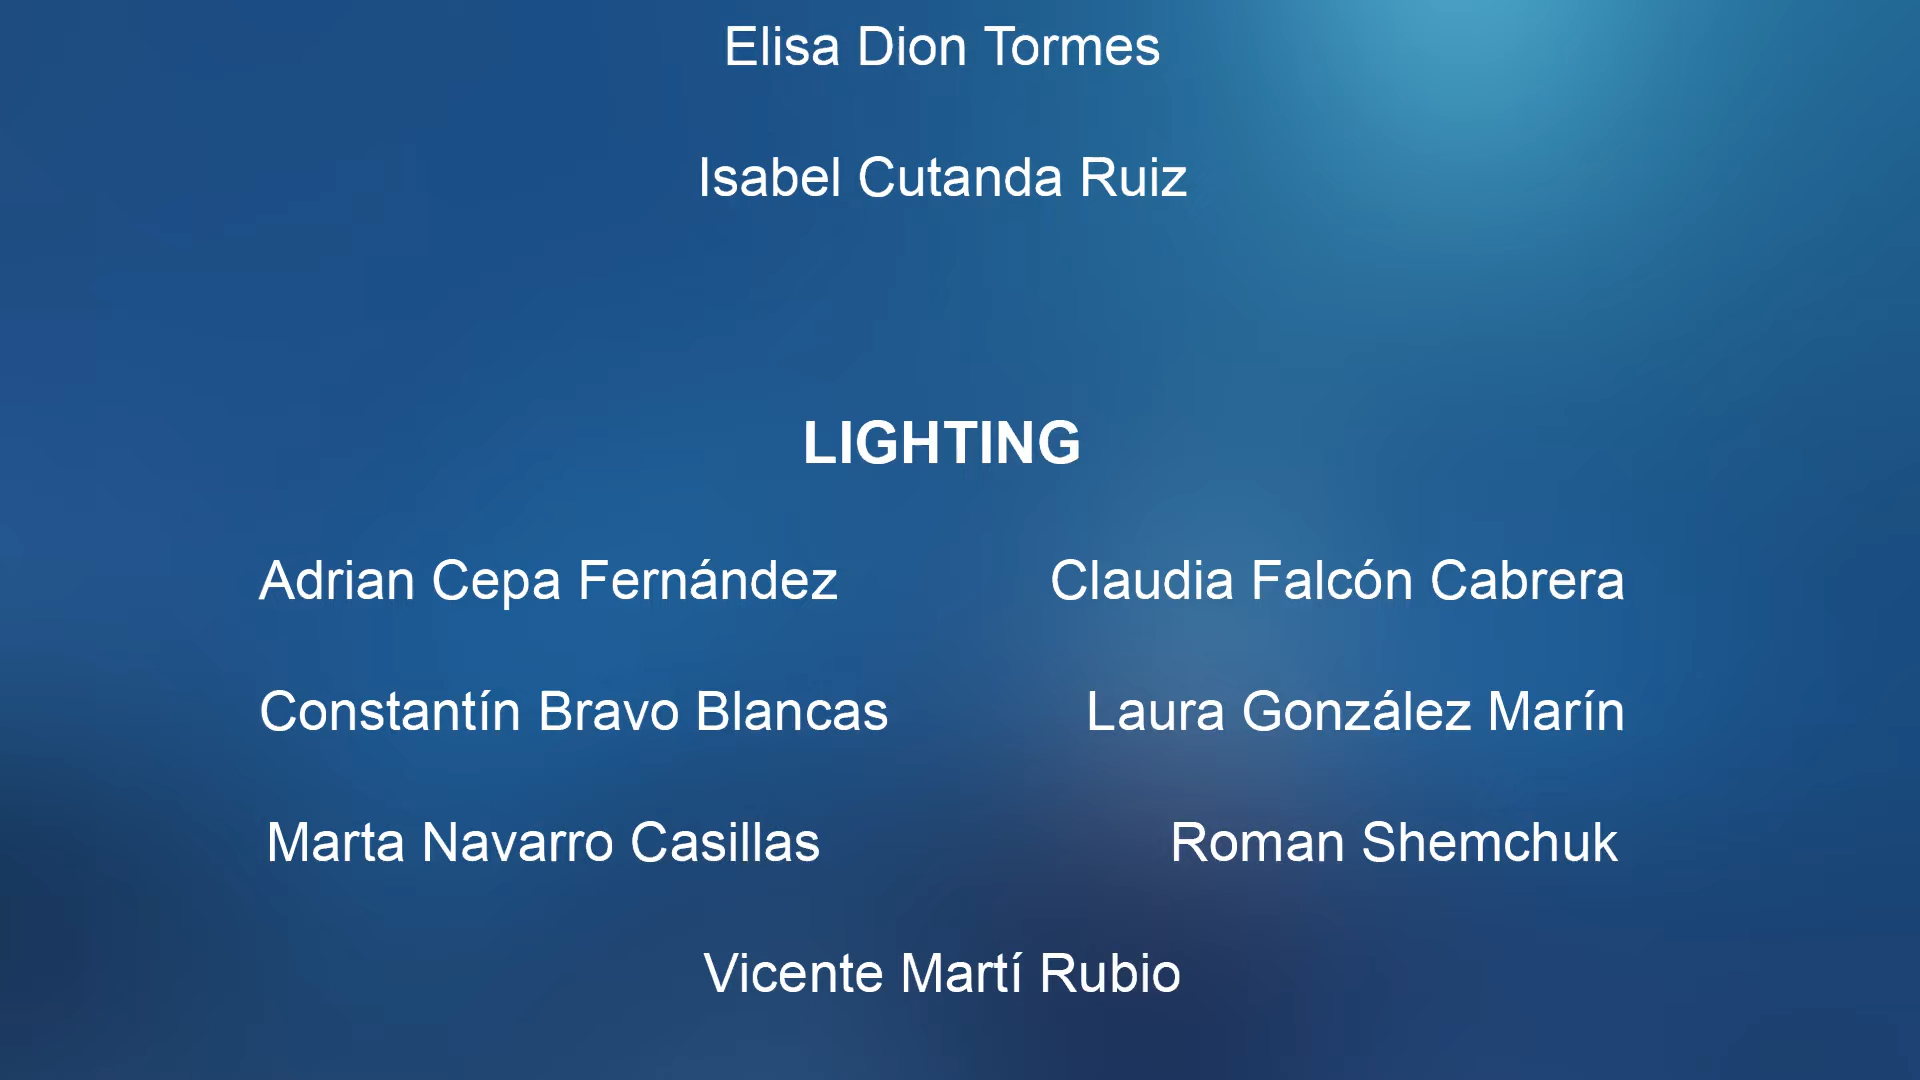 Elisa Dion Tormes
Isabel Cutanda Ruiz
LIGHTING
Adrian Cepa Fernández Claudia Falcón Cabrera
Constantín Bravo Blancas Laura González Marín
Marta Navarro Casillas Roman Shemchuk
Vicente Martí Rubio